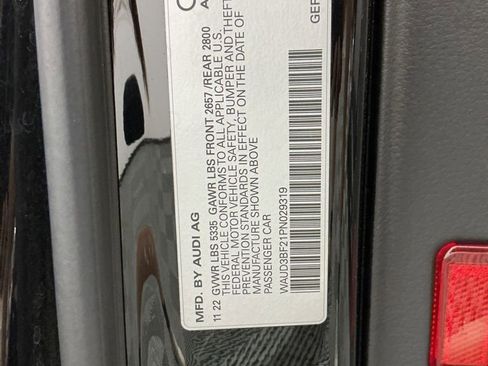 MFD. BY AUDI AG
11 22 GVWR LBS 5335 GAWR LBS FRONT 2657/REAR 2800
THIS VEHICLE CONFORMS TO ALL APPLICABLE U.S.
FEDERAL MOTOR VEHICLE SAFETY, BUMPER AND THEFT
PREVENTION STANDARDS IN EFFECT ON THE DATE OF
MANUFACTURE SHOWN ABOVE
PASSENGER CAR
WAUD3BF21PN029319